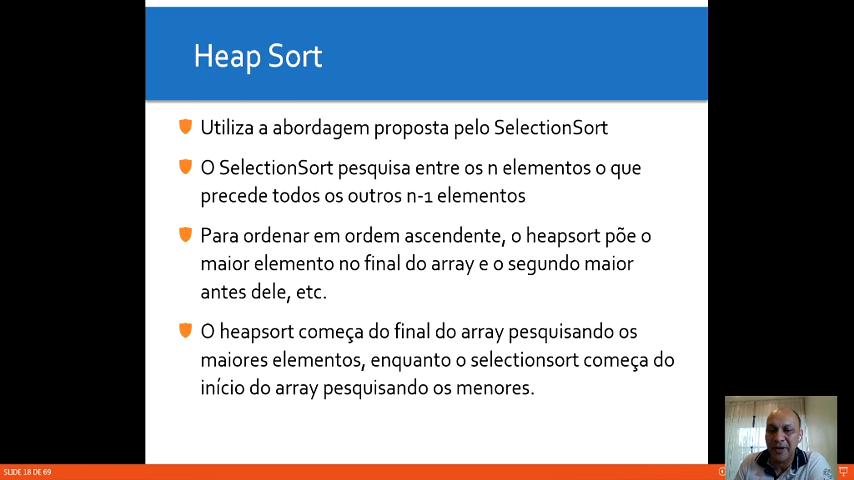 Heap Sort
Utiliza a abordagem proposta pelo SelectionSort
O SelectionSort pesquisa entre os n elementos o que
precede todos os outros n-1 elementos
Para ordenar em ordem ascendente, o heapsort põe o
maior elemento no final do array e o segundo maior
antes dele, etc.
O heapsort começa do final do array pesquisando os
maiores elementos, enquanto o selectionsort começa do
início do array pesquisando os menores.
SLIDE 18 DE 69